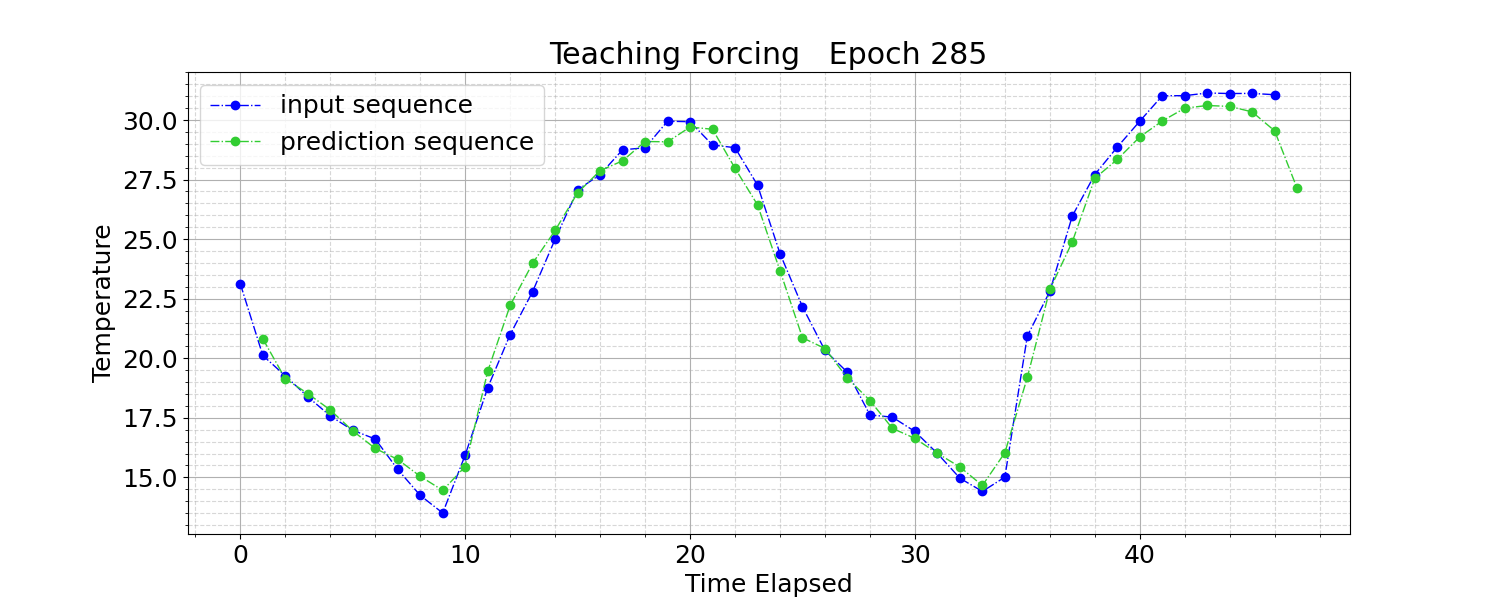 Teaching Forcing   Epoch 285
input sequence
prediction sequence
30.0
27.5
25.0
22.5
20.0
17.5
15.0
Temperature
0 10 20 30 40
Time Elapsed